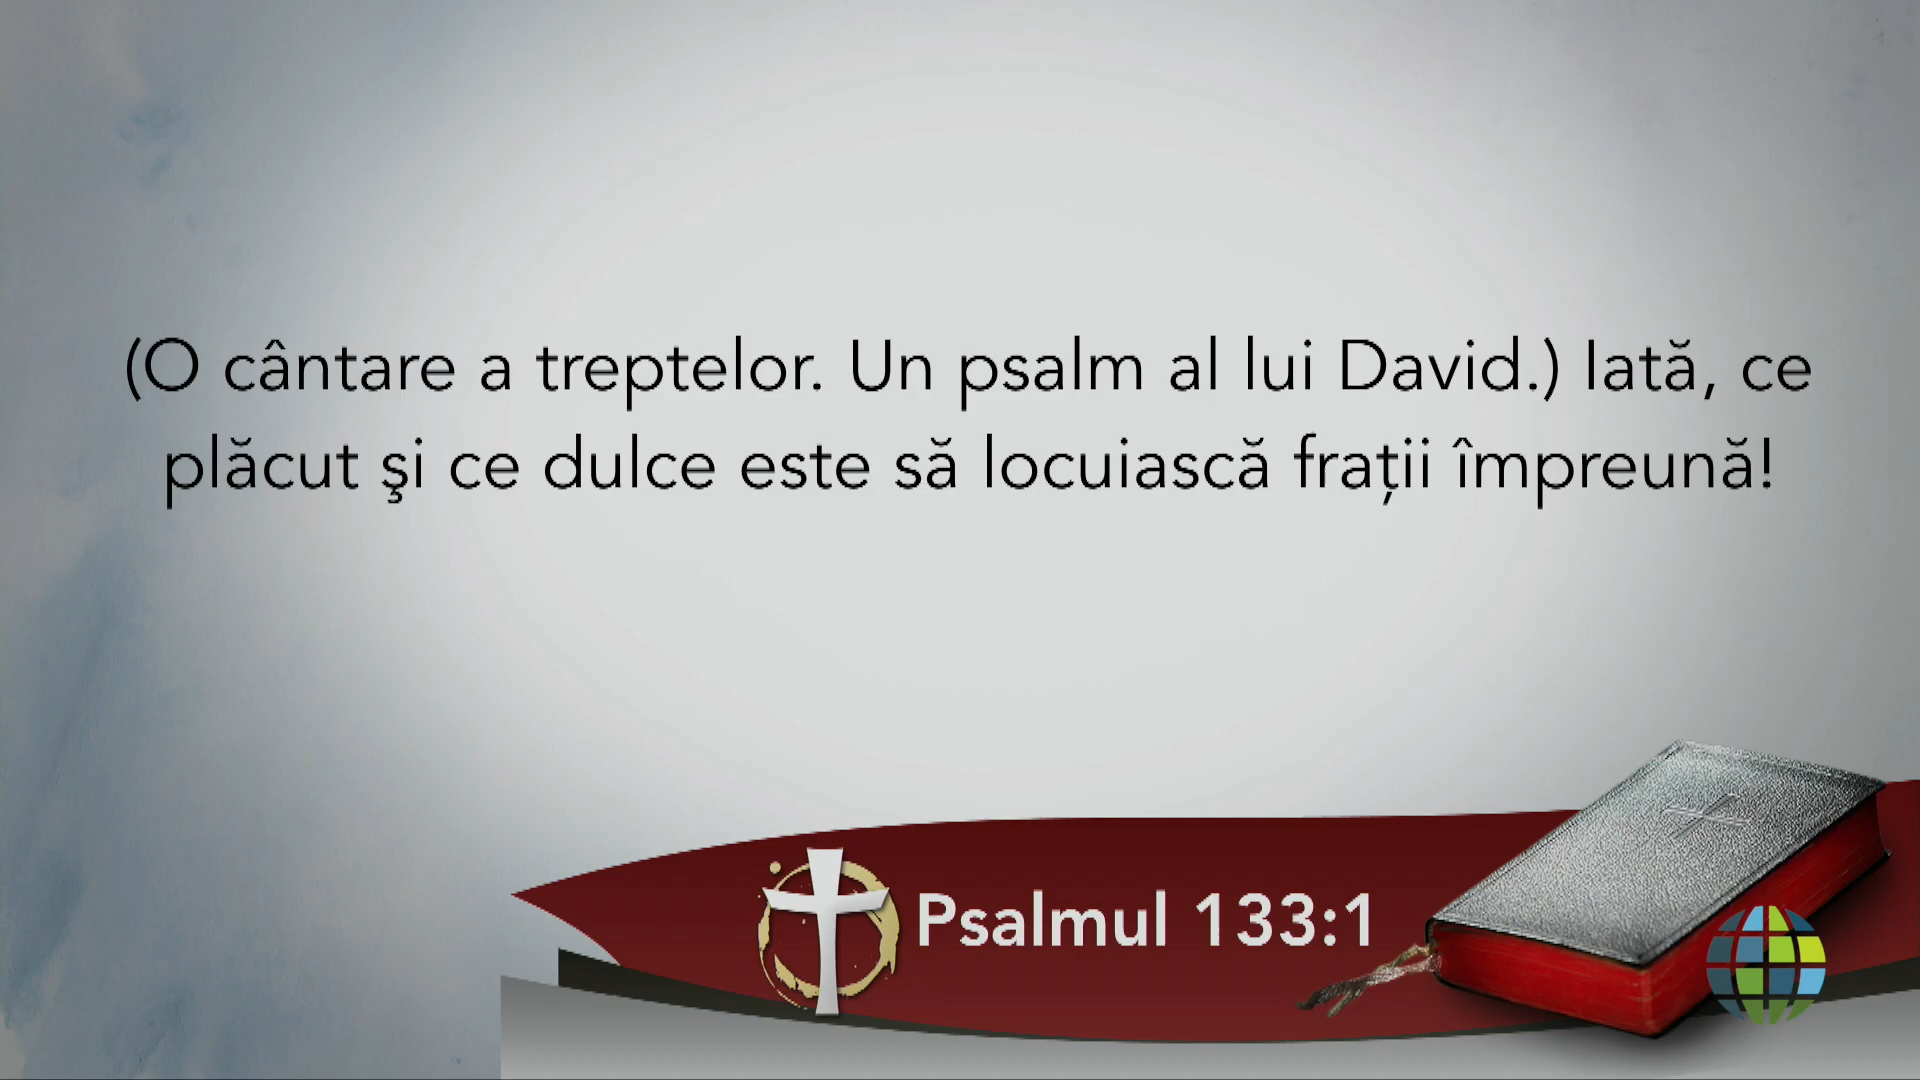 (O cântare a treptelor. Un psalm al lui David.) Iată, ce
plăcut şi ce dulce este să locuiască frații împreună!
Psalmul 133:1